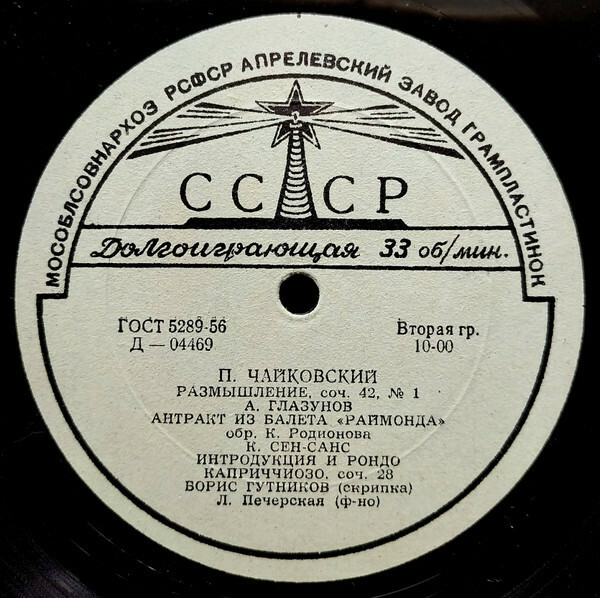 МОСОБЛСОВНАРХОЗ РСФСР АПРЕЛЕВСКИЙ ЗАВОД ГРАМПЛАСТИНОК
СССР
Долгоиграющая 33 об/мин.
ГОСТ 5289-56 Вторая гр.
Д — 04469 10-00
П. ЧАЙКОВСКИЙ
РАЗМЫШЛЕНИЕ, соч. 42, № 1
А. ГЛАЗУНОВ
АНТРАКТ ИЗ БАЛЕТА «РАЙМОНДА»
обр. К. Родионова
К. СЕН-САНС
ИНТРОДУКЦИЯ И РОНДО
КАПРИЧЧИОЗО, соч. 28
БОРИС ГУТНИКОВ (скрипка)
Л. Печерская (ф-но)